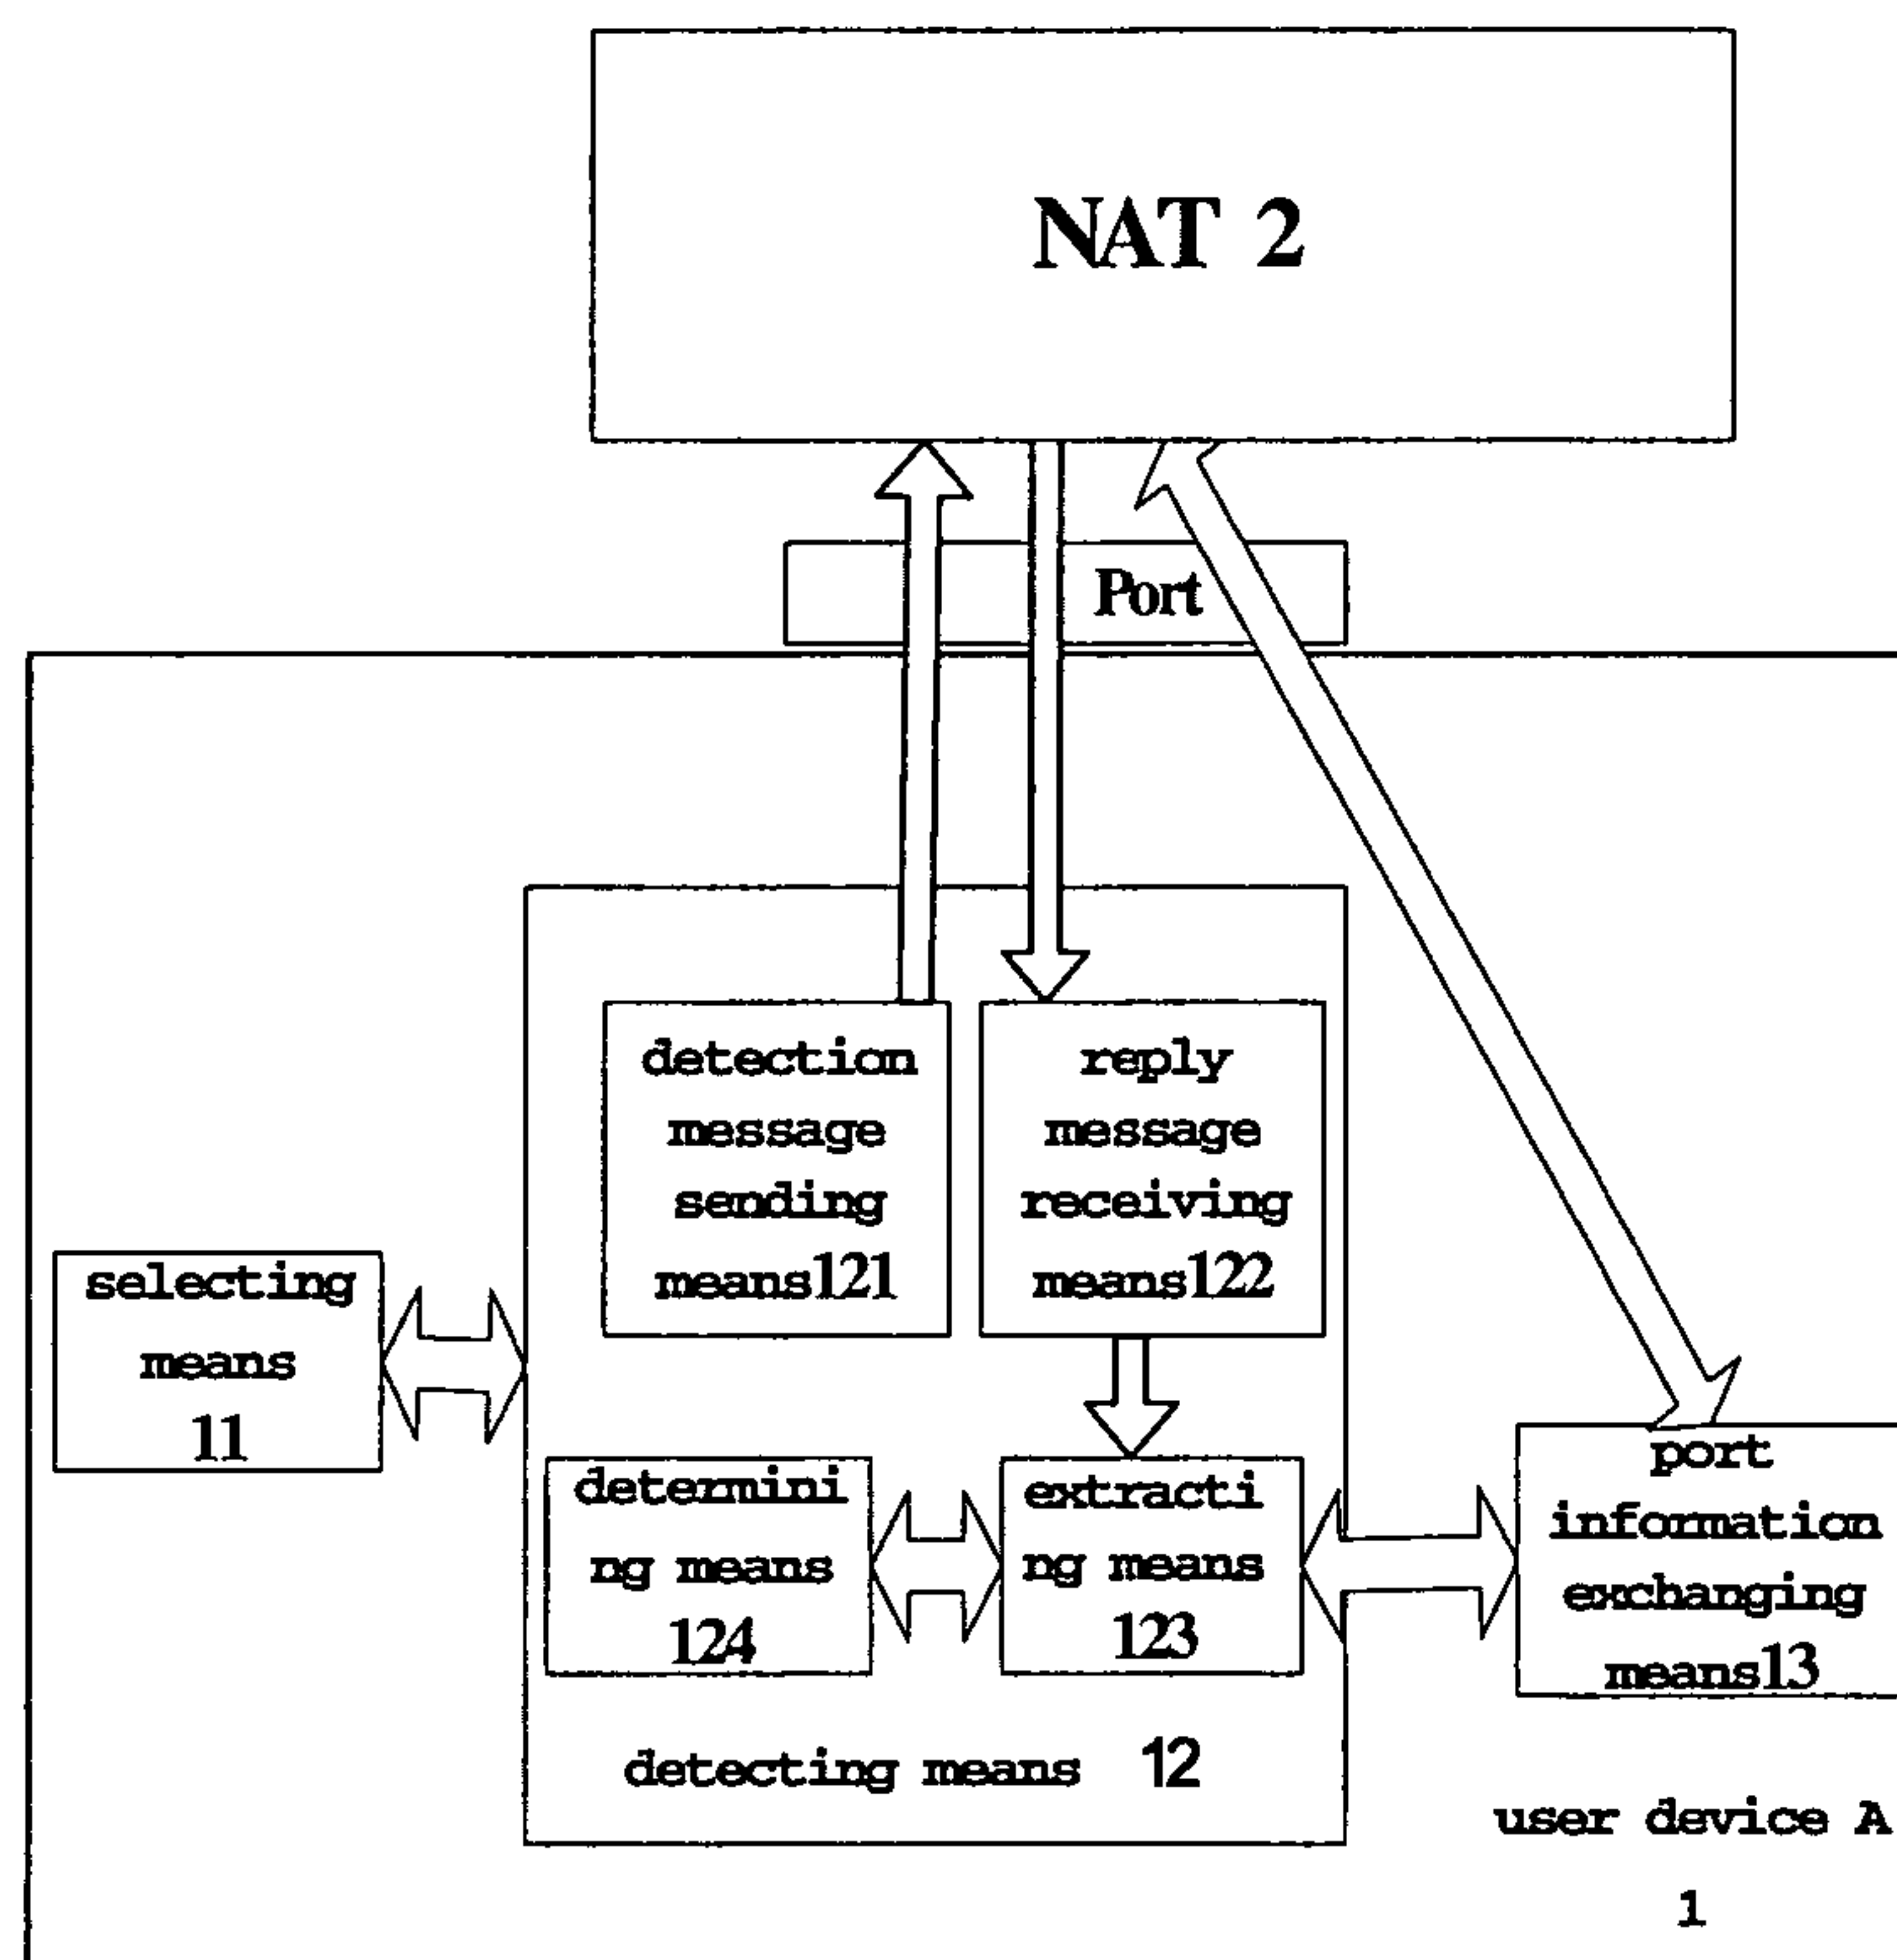 NAT 2
Port
detection
message
sending
means121
reply
message
receiving
means122
selecting
means
11
determini
ng means
124
extracti
ng means
123
port
information
exchanging
means13
detecting means 12
user device A
1